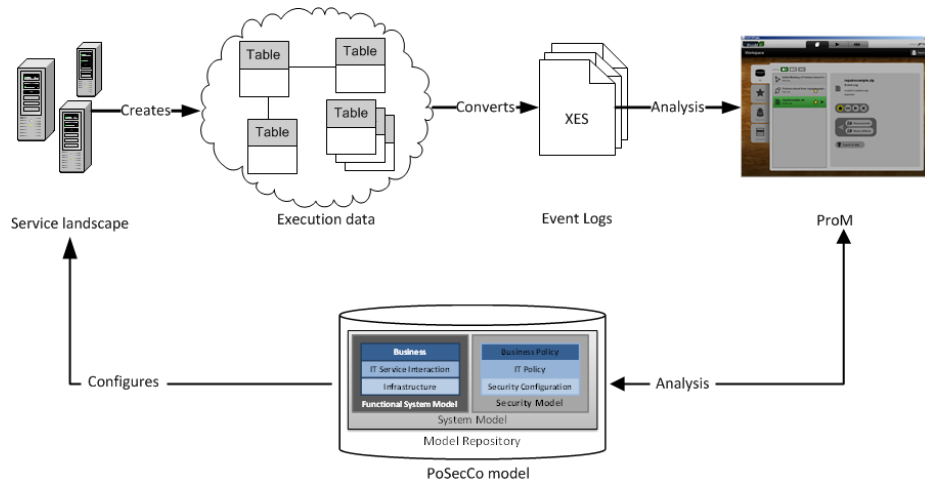 Table
Table
Table
Table
Creates
Converts
XES
Analysis
Workspace
Service landscape
Execution data
Event Logs
ProM
Business
IT Service Interaction
Infrastructure
Functional System Model
Business Policy
IT Policy
Security Configuration
Security Model
System Model
Model Repository
Configures
Analysis
PoSecCo model